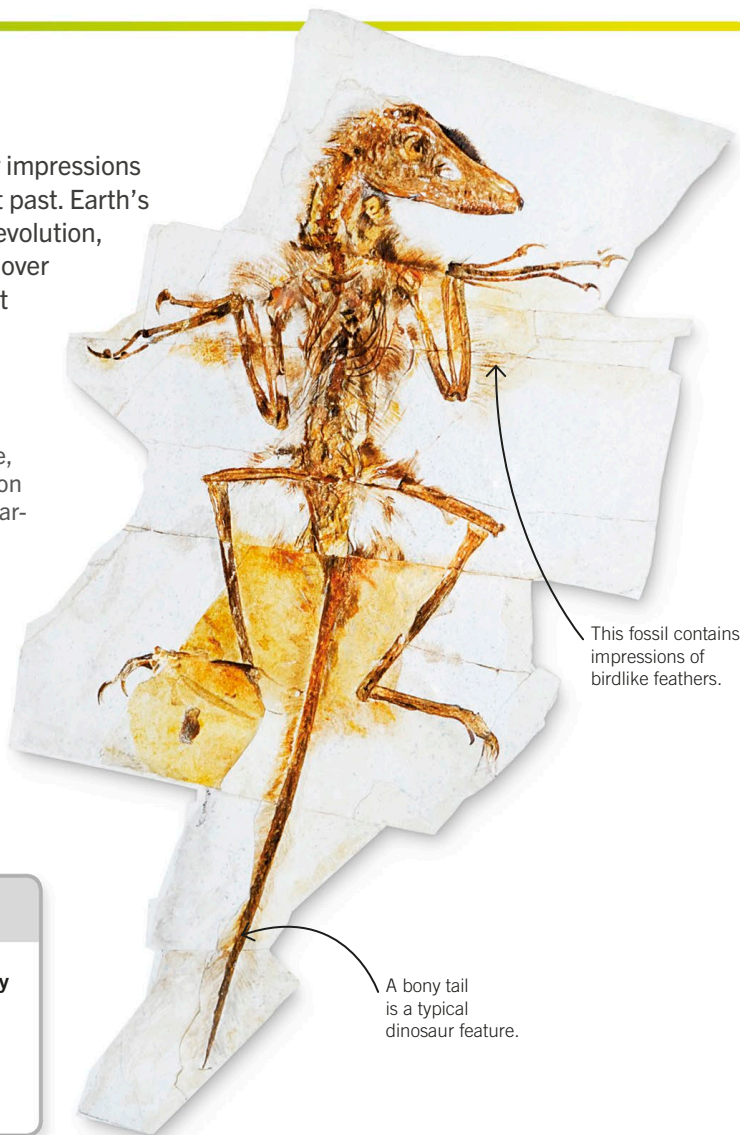 r impressions
t past. Earth’s
evolution,
over
t
e,
on
ar-
This fossil contains
impressions of
birdlike feathers.
y
A bony tail
is a typical
dinosaur feature.